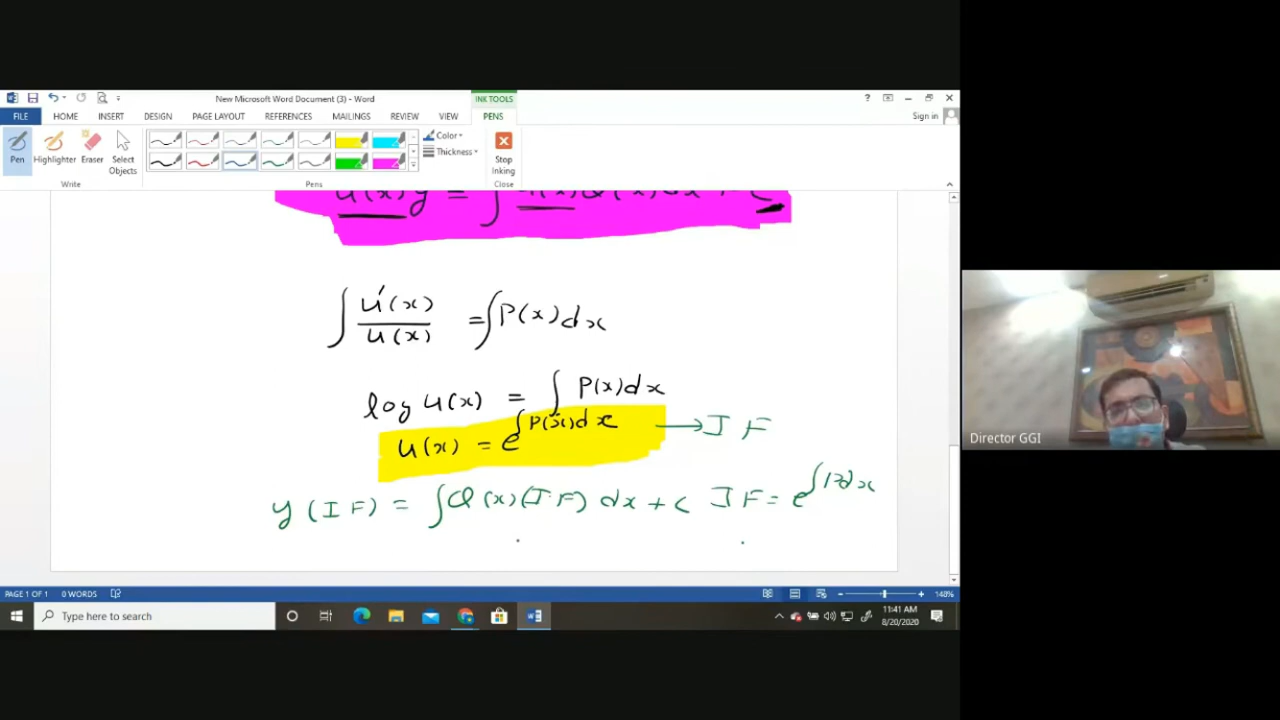 New Microsoft Word Document (3) - Word
INK TOOLS
Sign in
FILE HOME INSERT DESIGN PAGE LAYOUT REFERENCES MAILINGS REVIEW VIEW PENS
Pen Highlighter Eraser Select Objects
Color
Thickness
Stop Inking
Write Pens Close
u(x)y = ∫ u(x)Q(x)dx + c
∫ u'(x)/u(x) = ∫P(x)dx
log u(x) = ∫ P(x)dx
u(x) = e^∫P(x)dx → I F
y (I F) = ∫Q(x)(I.F) dx + c I F = e^∫Pdx
Director GGI
PAGE 1 OF 1 0 WORDS 148%
Type here to search
11:41 AM
8/20/2020